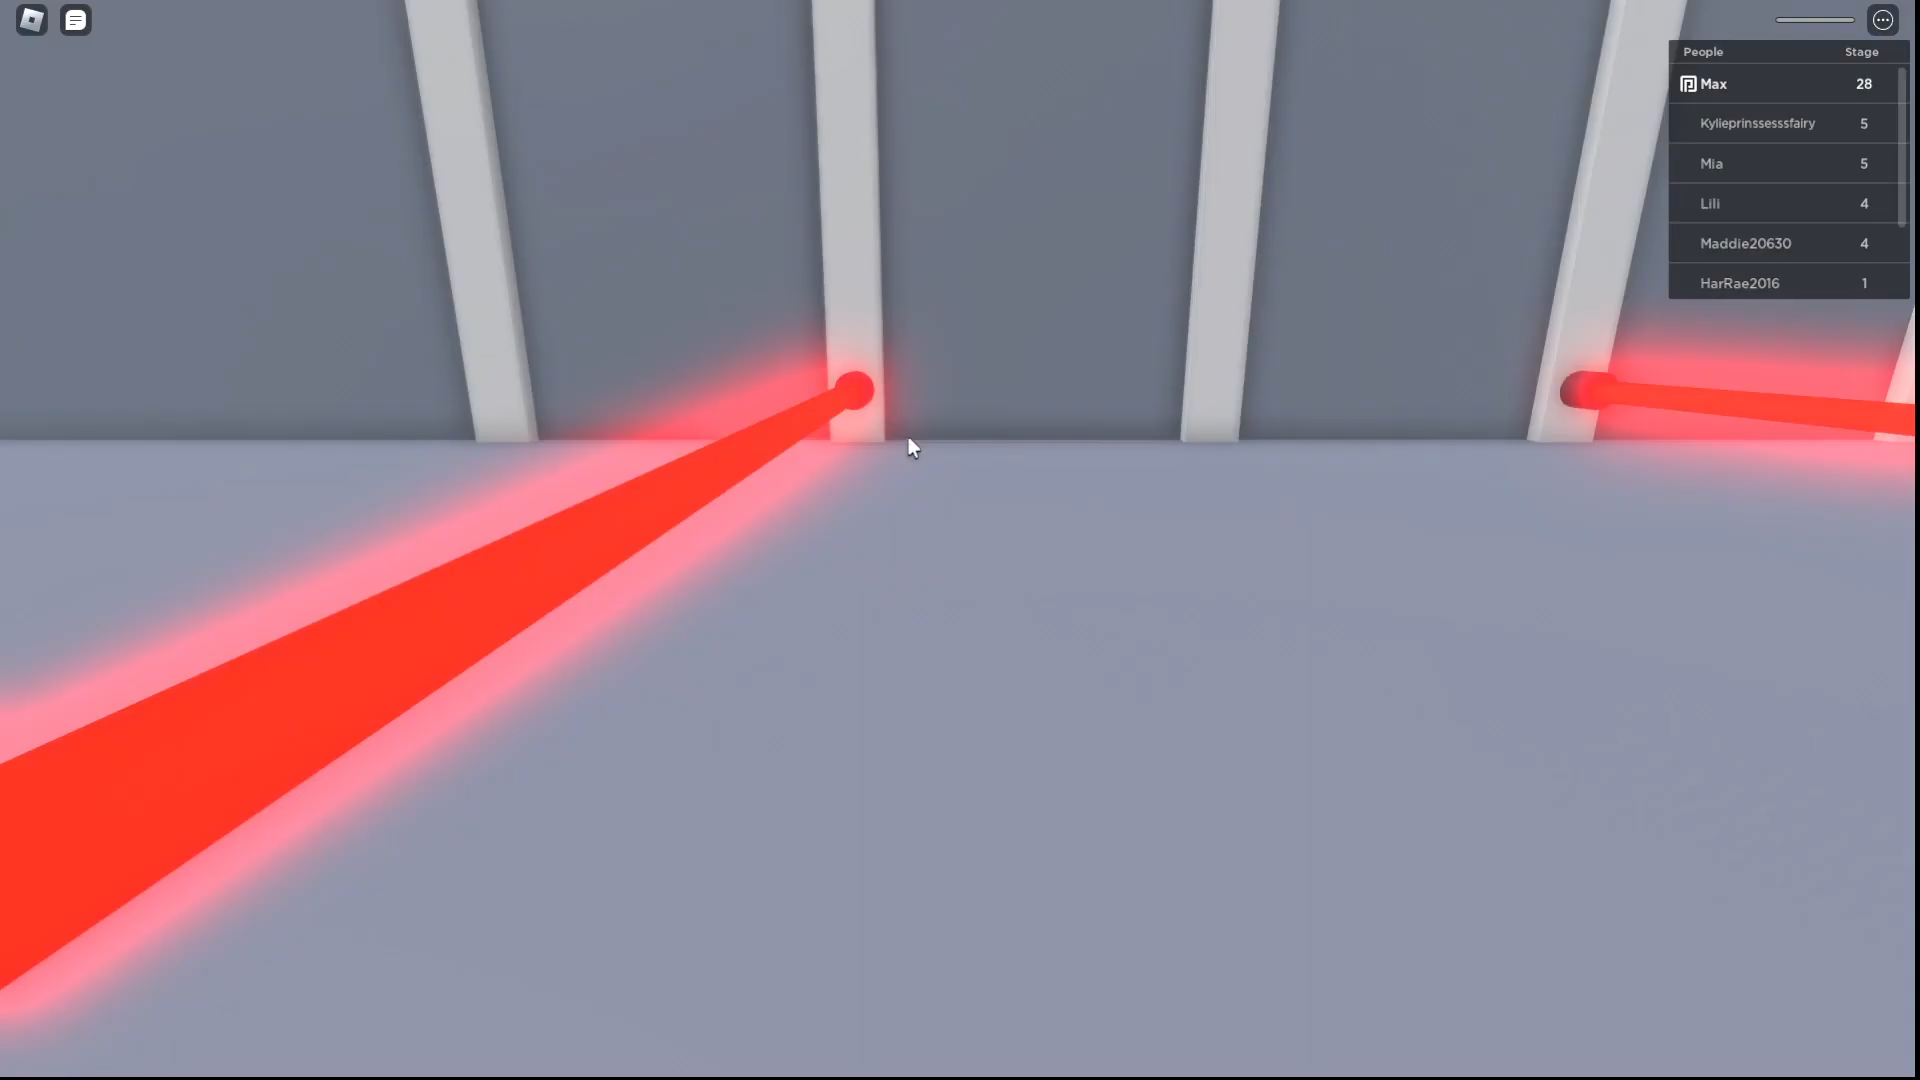 People Stage
Max 28
Kylieprinssesssfairy 5
Mia 5
Lili 4
Maddie20630 4
HarRae2016 1